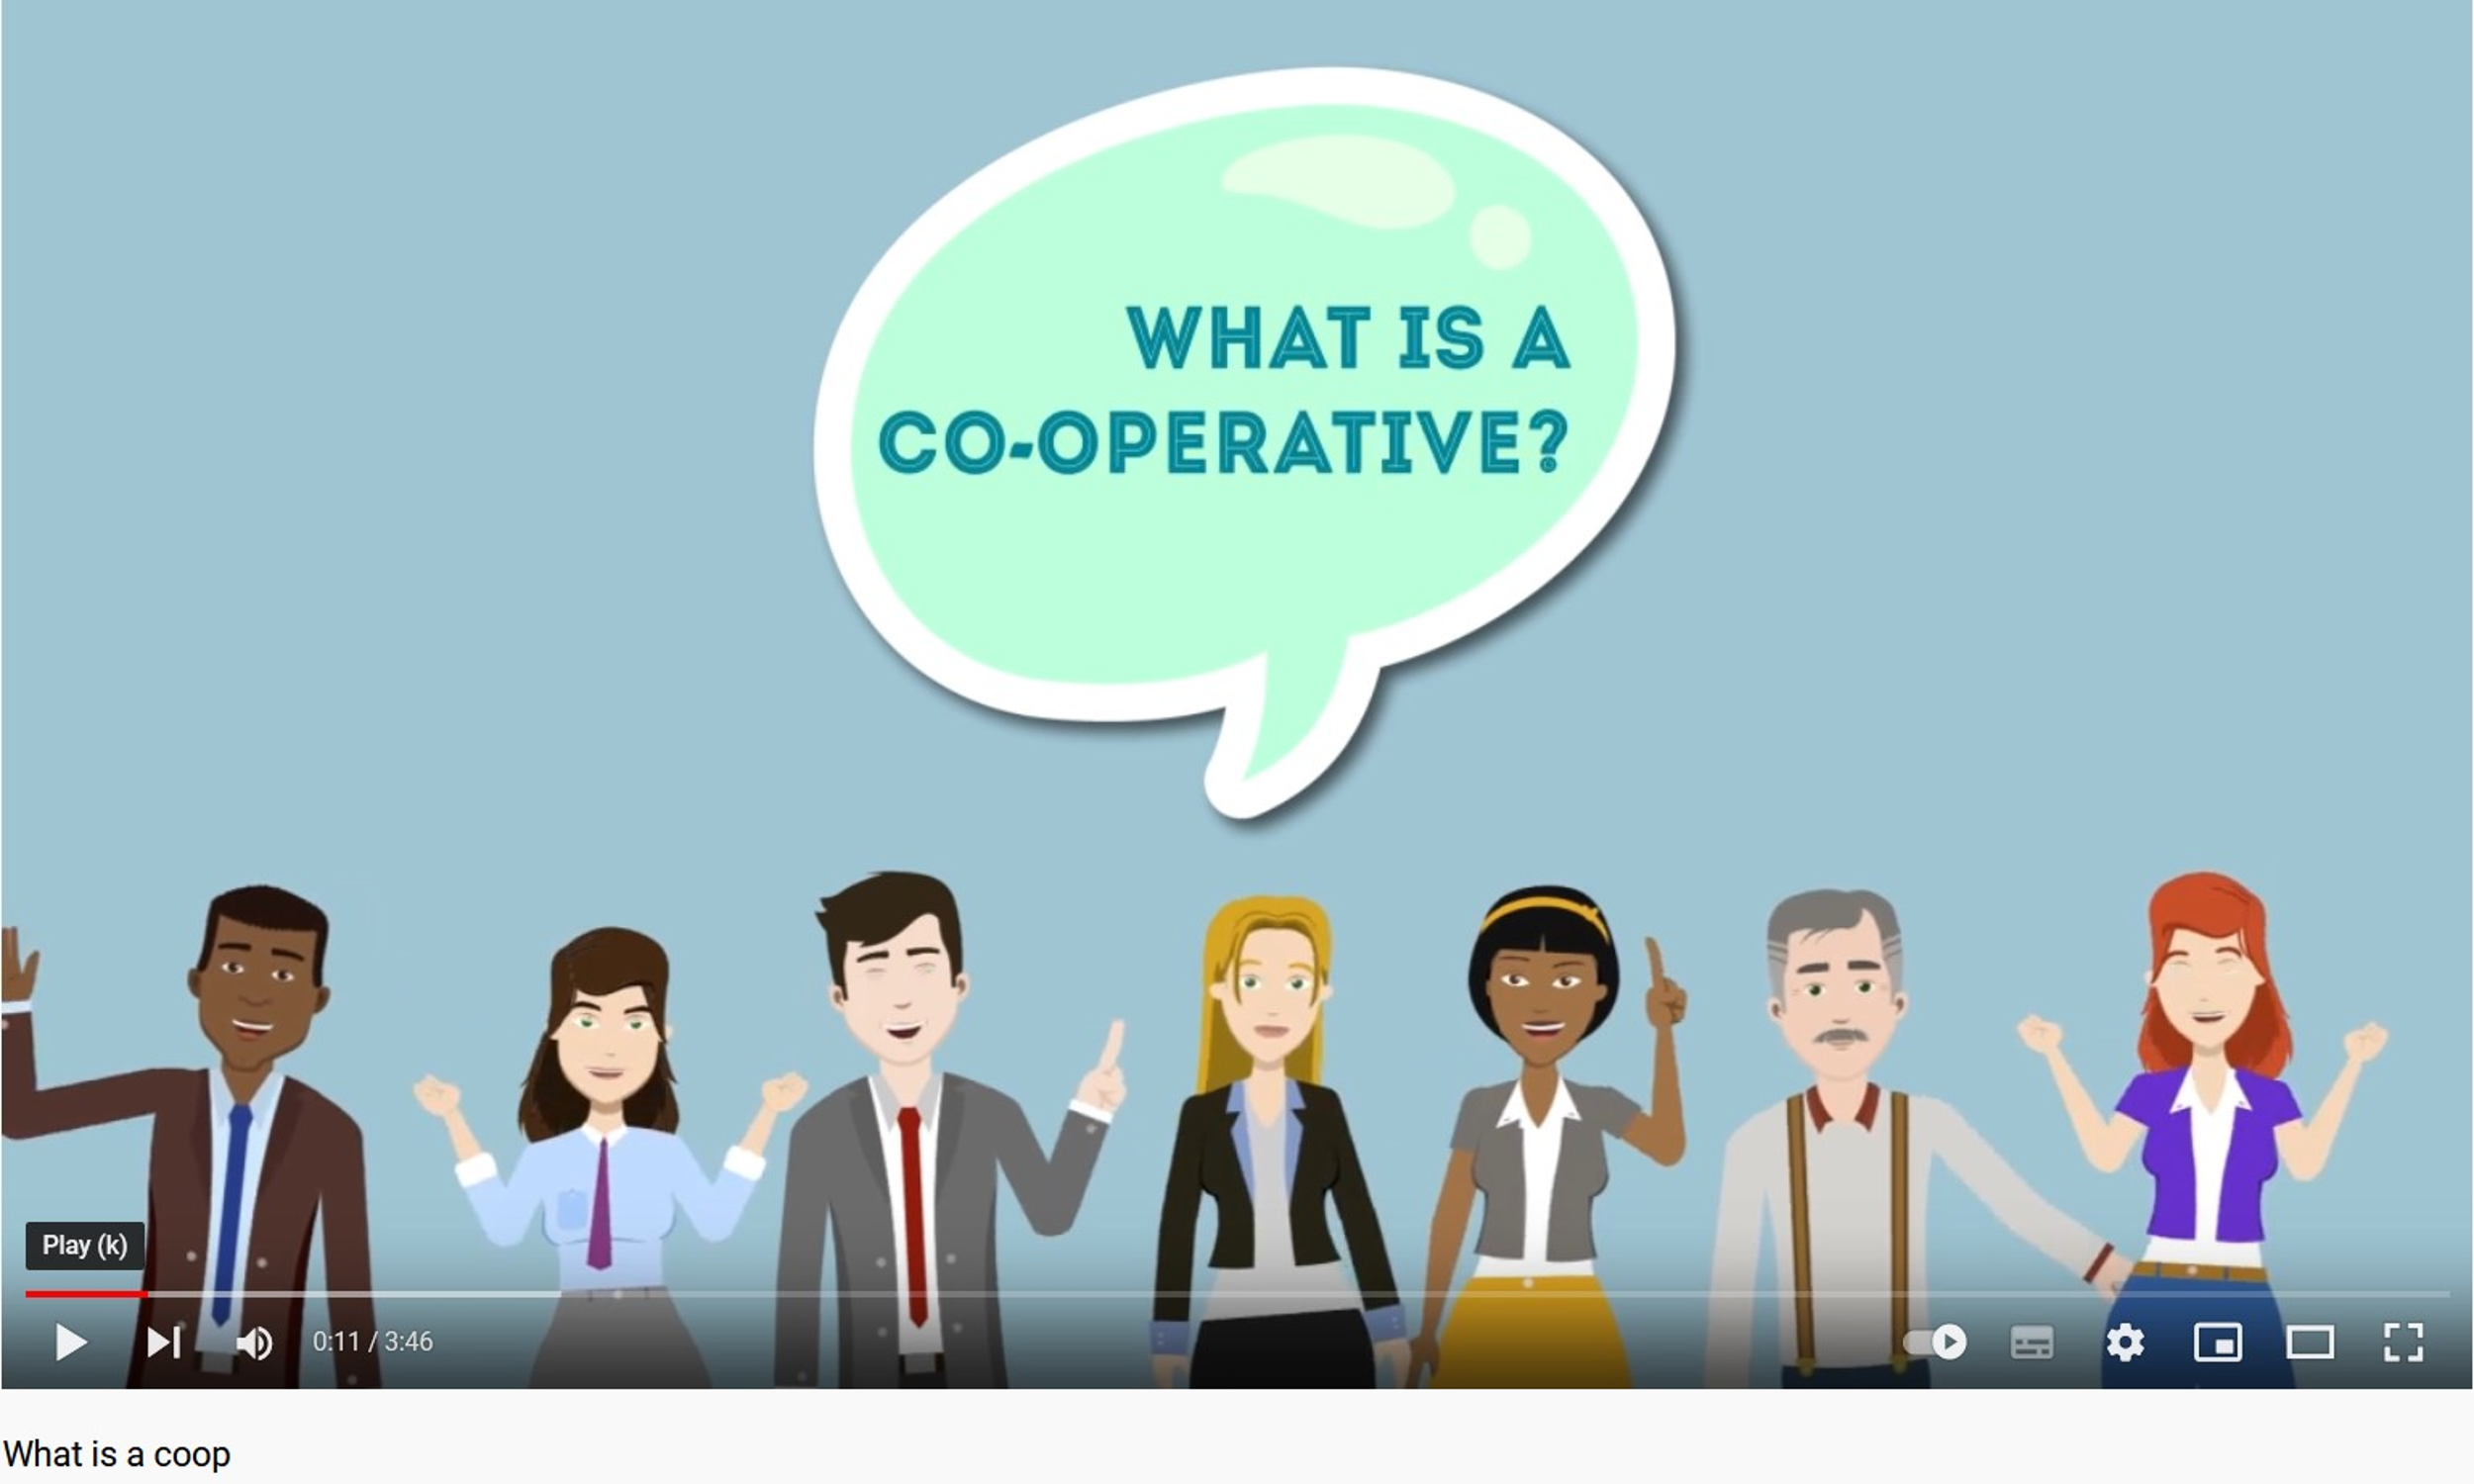 WHAT IS A
CO-OPERATIVE?
Play (k)
0:11 / 3:46
What is a coop